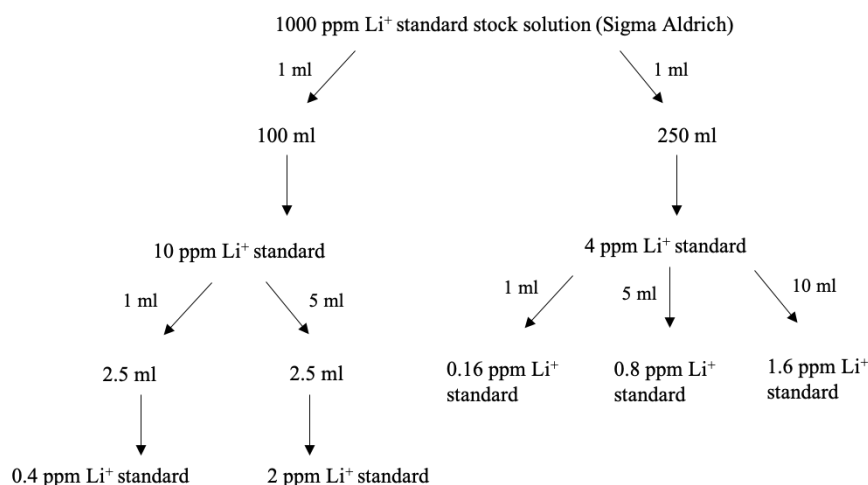 1000 ppm Li⁺ standard stock solution (Sigma Aldrich)
1 ml
1 ml
100 ml
250 ml
10 ppm Li⁺ standard
4 ppm Li⁺ standard
1 ml
5 ml
1 ml
5 ml
10 ml
2.5 ml
2.5 ml
0.16 ppm Li⁺
standard
0.8 ppm Li⁺
standard
1.6 ppm Li⁺
standard
0.4 ppm Li⁺ standard
2 ppm Li⁺ standard